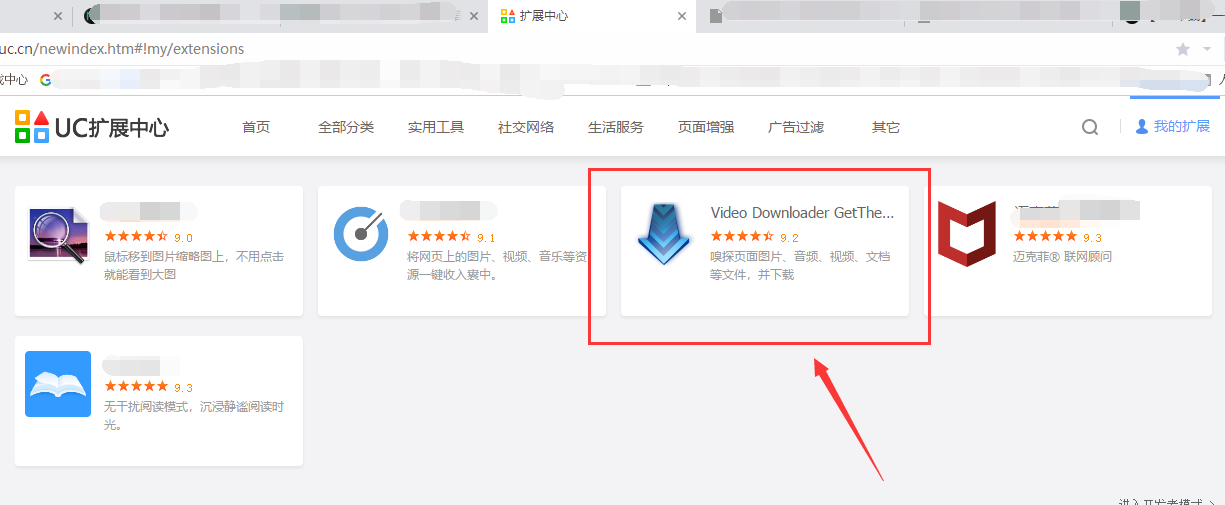 扩展中心
uc.cn/newindex.htm#!my/extensions
中心
UC扩展中心
首页
全部分类
实用工具
社交网络
生活服务
页面增强
广告过滤
其它
我的扩展
9.0
鼠标移到图片缩略图上，不用点击
就能看到大图
9.1
将网页上的图片、视频、音乐等资
源一键收入囊中。
Video Downloader GetThe...
9.2
嗅探页面图片、音频、视频、文档
等文件，并下载
9.3
迈克菲® 联网顾问
9.3
无干扰阅读模式，沉浸静谧阅读时
光。
进入开发者模式